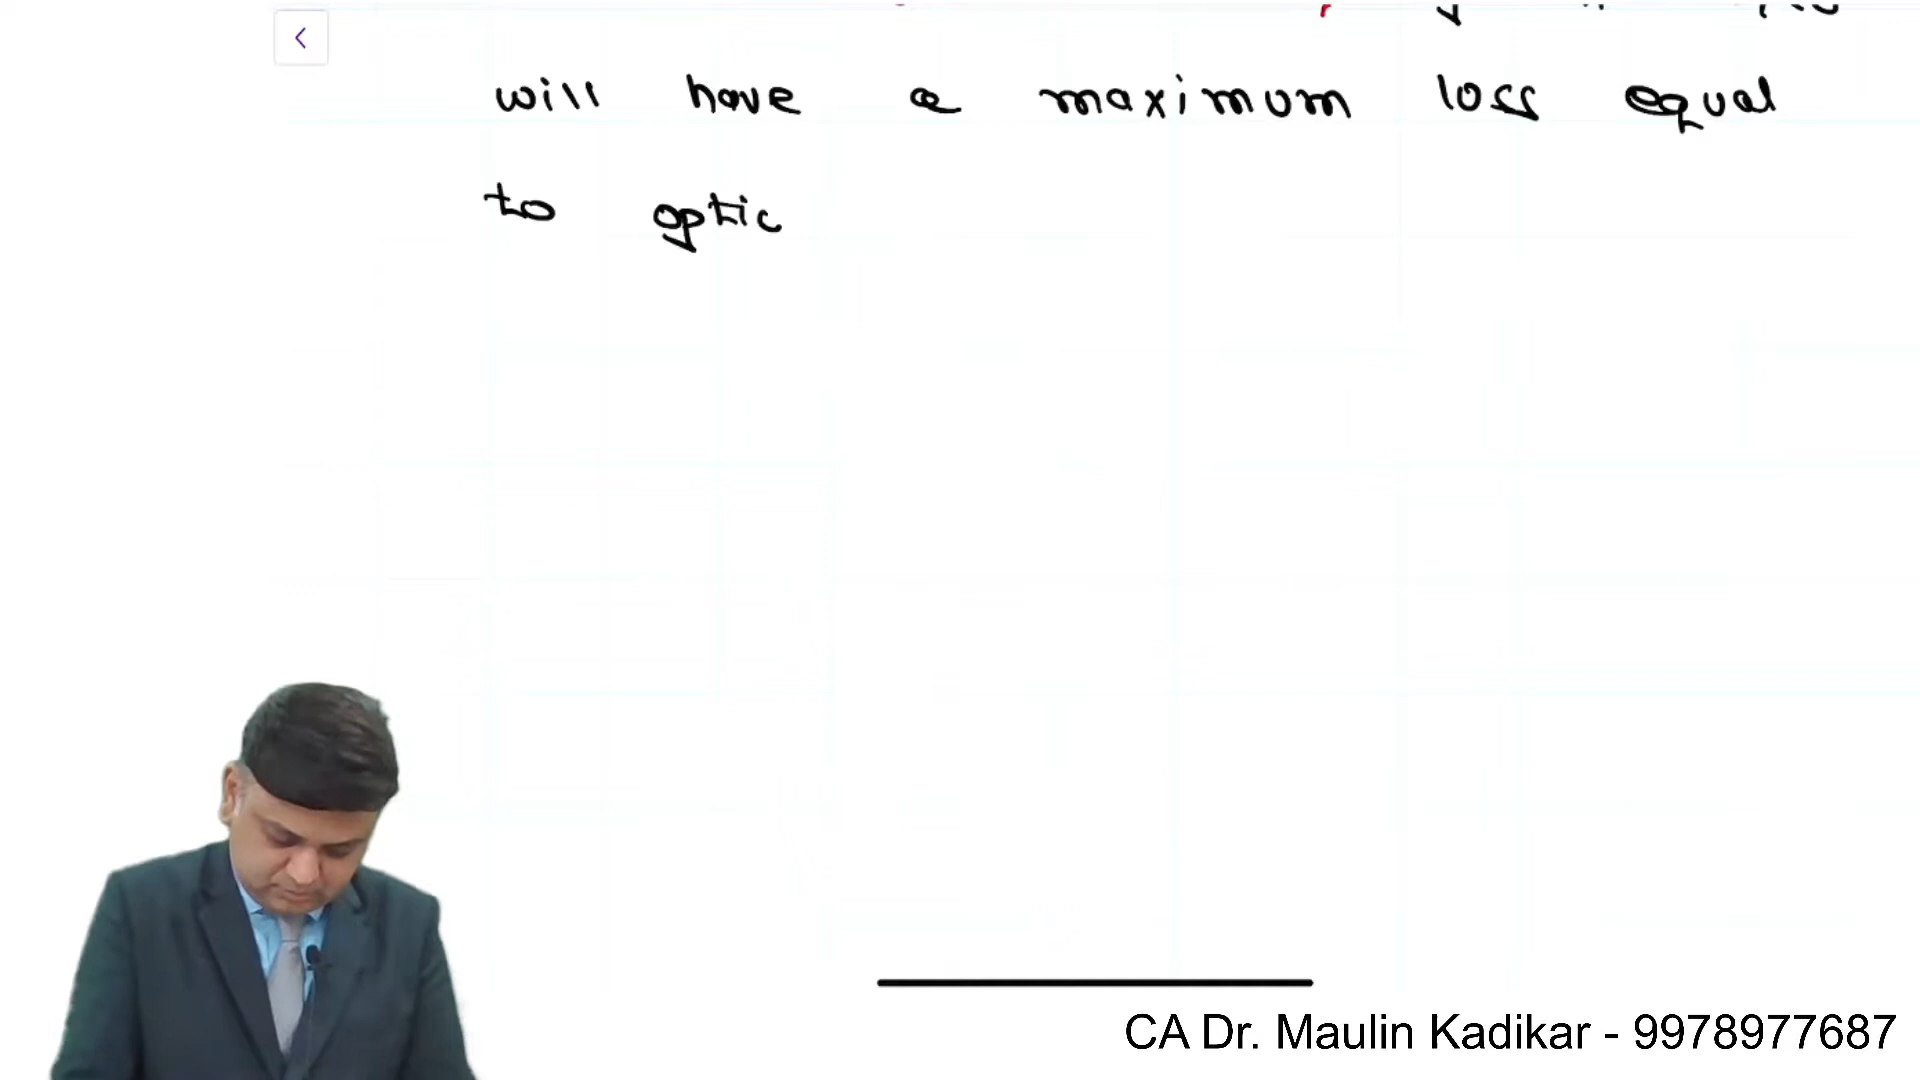 will have a maximum loss equal
to optic
CA Dr. Maulin Kadikar - 9978977687